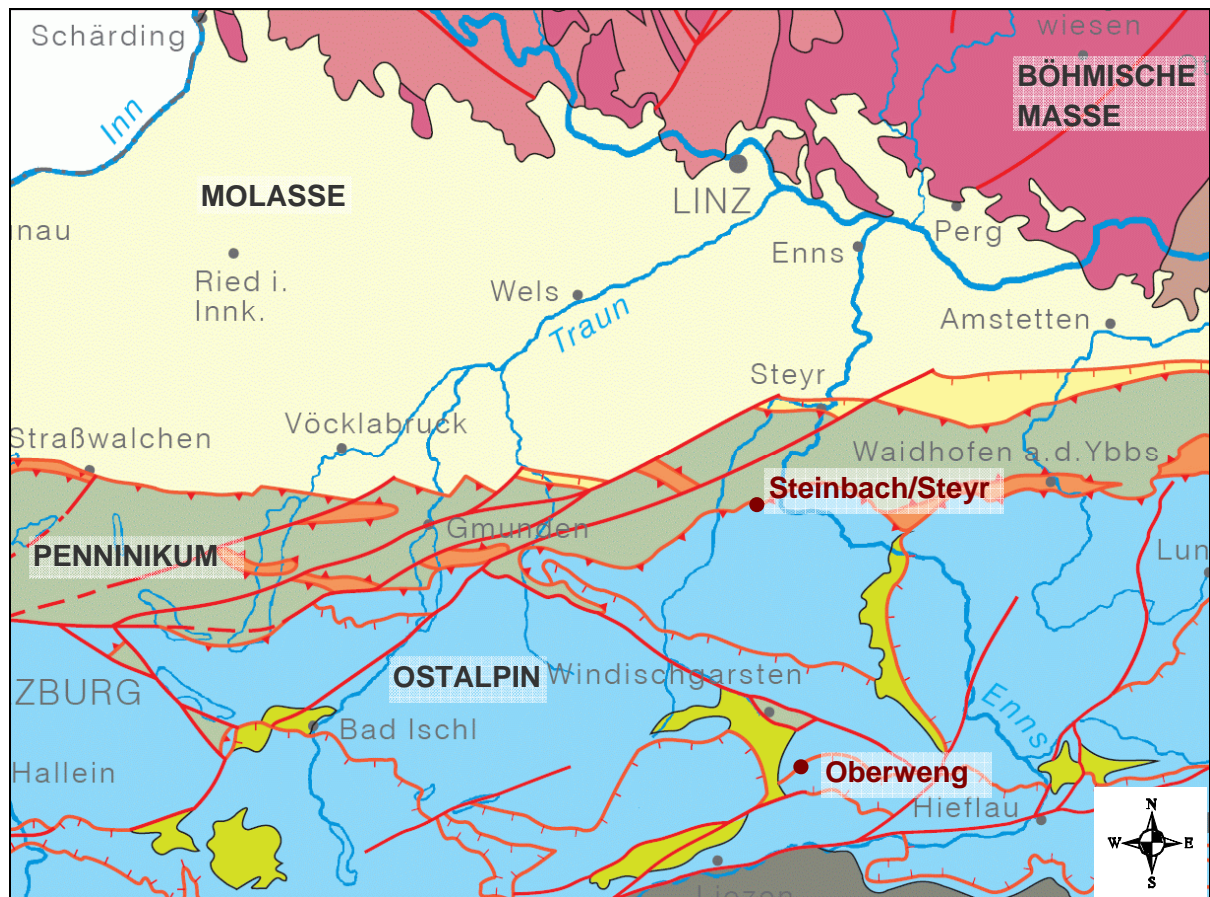 Schärding
wiesen
BÖHMISCHE
MASSE
Inn
MOLASSE
LINZ
nau
Perg
Enns
Ried i.
Innk.
Wels
Traun
Amstetten
Steyr
Vöcklabruck
Straßwalchen
Waidhofen a.d.Ybbs
Steinbach/Steyr
Gmunden
PENNINIKUM
Lun
OSTALPIN
Windischgarsten
ZBURG
Enns
Bad Ischl
Hallein
Oberweng
Hieflau
N
W
E
S
Liezen